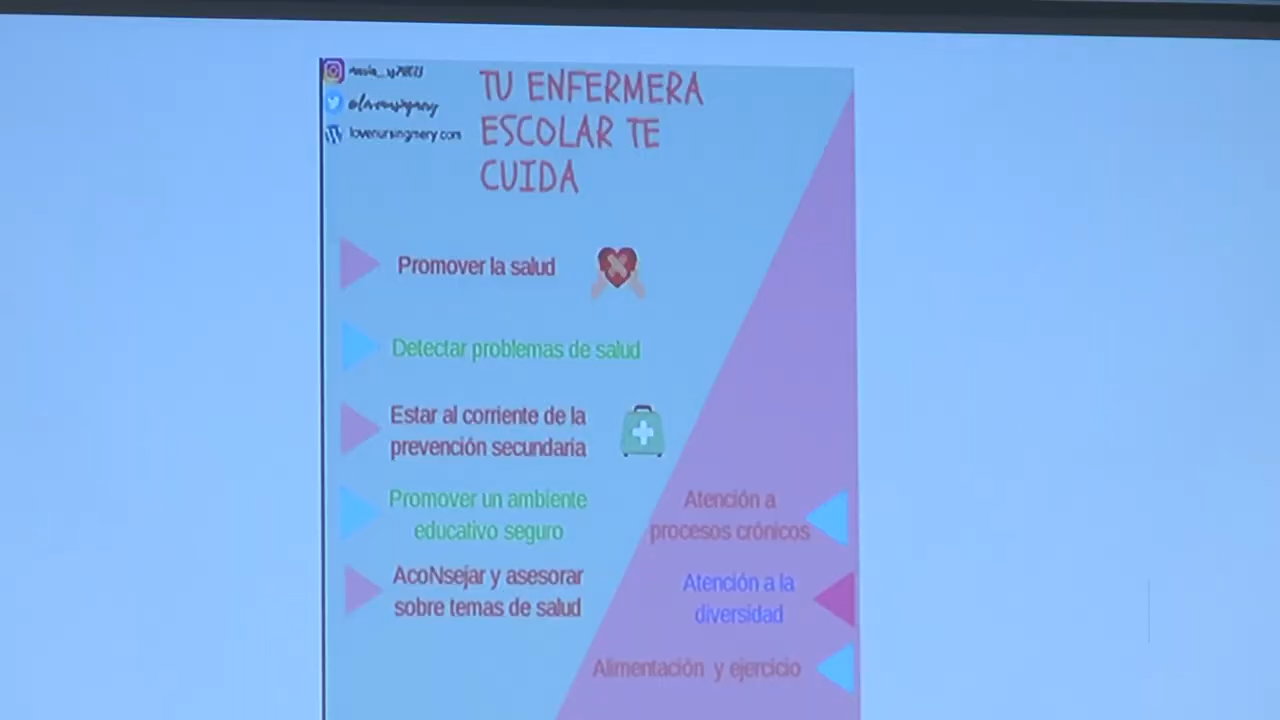 lovenursingmery.com
TU ENFERMERA
ESCOLAR TE
CUIDA
Promover la salud
Detectar problemas de salud
Estar al corriente de la
prevención secundaria
Promover un ambiente
educativo seguro
AcoNsejar y asesorar
sobre temas de salud
Atención a
procesos crónicos
Atención a la
diversidad
Alimentación y ejercicio